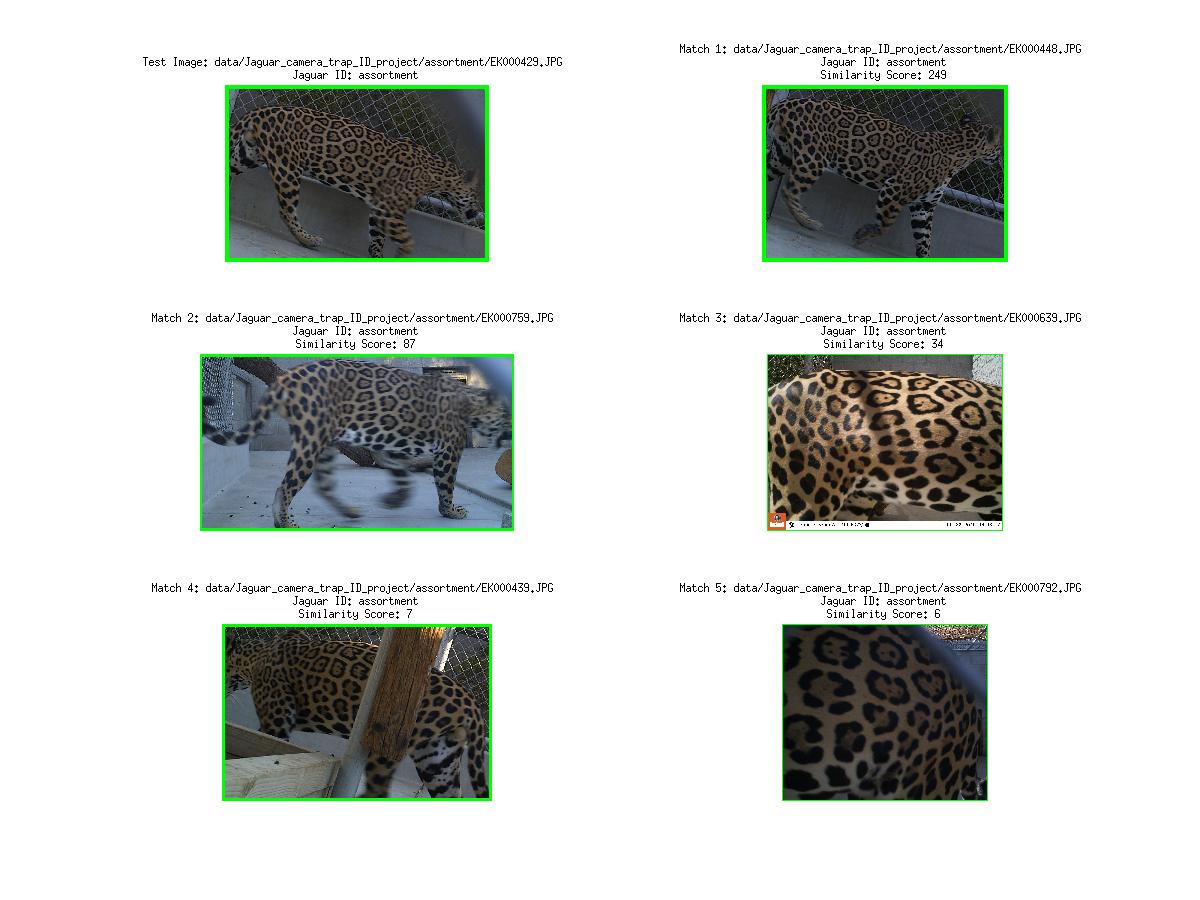 Test Image: data/Jaguar_camera_trap_ID_project/assortment/EK000429.JPG
Jaguar ID: assortment
Match 1: data/Jaguar_camera_trap_ID_project/assortment/EK000448.JPG
Jaguar ID: assortment
Similarity Score: 249
Match 2: data/Jaguar_camera_trap_ID_project/assortment/EK000759.JPG
Jaguar ID: assortment
Similarity Score: 87
Match 3: data/Jaguar_camera_trap_ID_project/assortment/EK000639.JPG
Jaguar ID: assortment
Similarity Score: 34
Match 4: data/Jaguar_camera_trap_ID_project/assortment/EK000439.JPG
Jaguar ID: assortment
Similarity Score: 7
Match 5: data/Jaguar_camera_trap_ID_project/assortment/EK000792.JPG
Jaguar ID: assortment
Similarity Score: 6